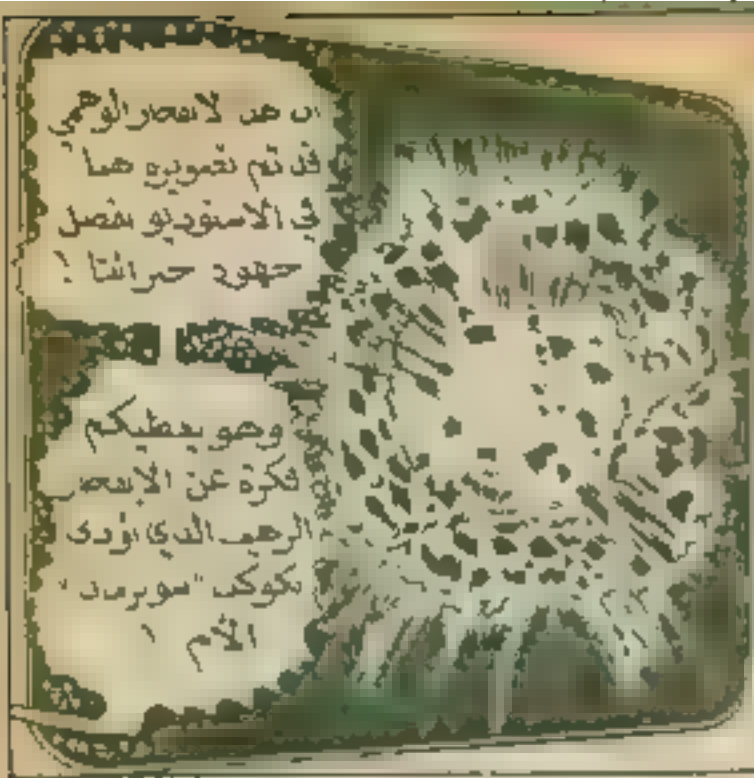 ان هذا الانفجار الوهمي
قد تم تصويره هنا
في الاستوديو بفضل
جهود خبرائنا !
وهو يعطيكم
فكرة عن الانفجار
الرهيب الذي اودى
بكوكب "سوبرمان"
الأم !